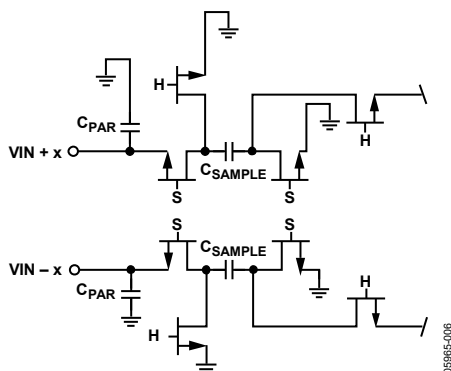 H
C_PAR
VIN + x
H
C_SAMPLE
S
S
S
C_SAMPLE
S
VIN – x
H
C_PAR
H
05965-006